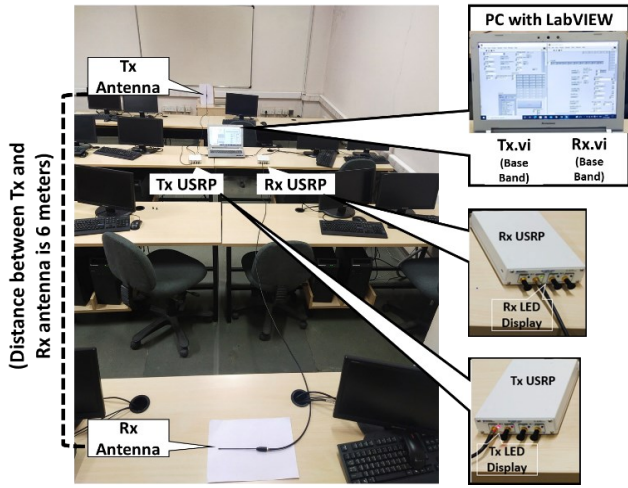 PC with LabVIEW
Tx
Antenna
Tx.vi
(Base
Band)
Rx.vi
(Base
Band)
(Distance between Tx and
Rx antenna is 6 meters)
Tx USRP
Rx USRP
Rx USRP
Rx LED
Display
Tx USRP
Tx LED
Display
Rx
Antenna